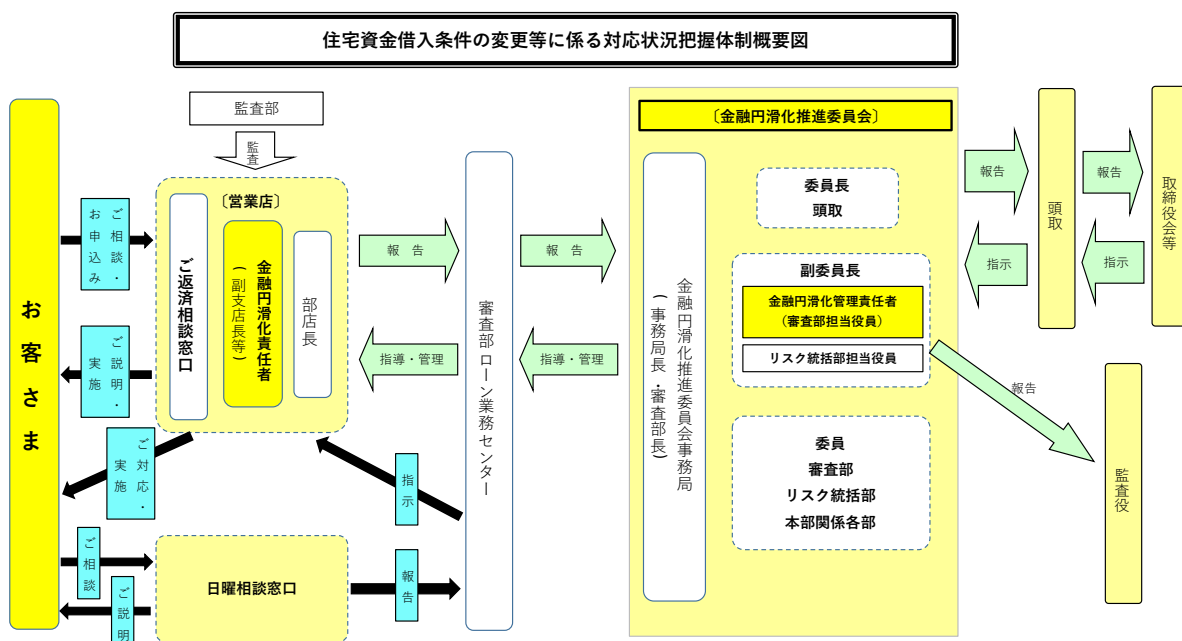 住宅資金借入条件の変更等に係る対応状況把握体制概要図
お客さま
監査部
監査
ご相談・
お申込み
ご説明・
実施
ご対応・
実施
ご相談
ご説明
〔営業店〕
ご返済相談窓口
金融円滑化責任者
(副支店長等)
部店長
日曜相談窓口
報 告
指導・管理
指示
報告
審査部ローン業務センター
報 告
指導・管理
〔金融円滑化推進委員会〕
金融円滑化推進委員会事務局
(事務局長・審査部長)
委員長
頭取
副委員長
金融円滑化管理責任者
(審査部担当役員)
リスク統括部担当役員
委員
審査部
リスク統括部
本部関係各部
報告
指示
頭取
報告
指示
取締役会等
報告
監査役